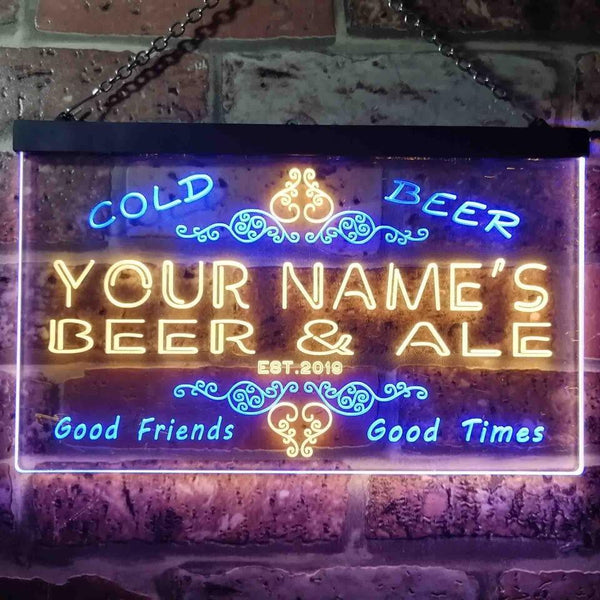 COLD BEER
YOUR NAME'S
BEER & ALE
EST.2019
Good Friends Good Times